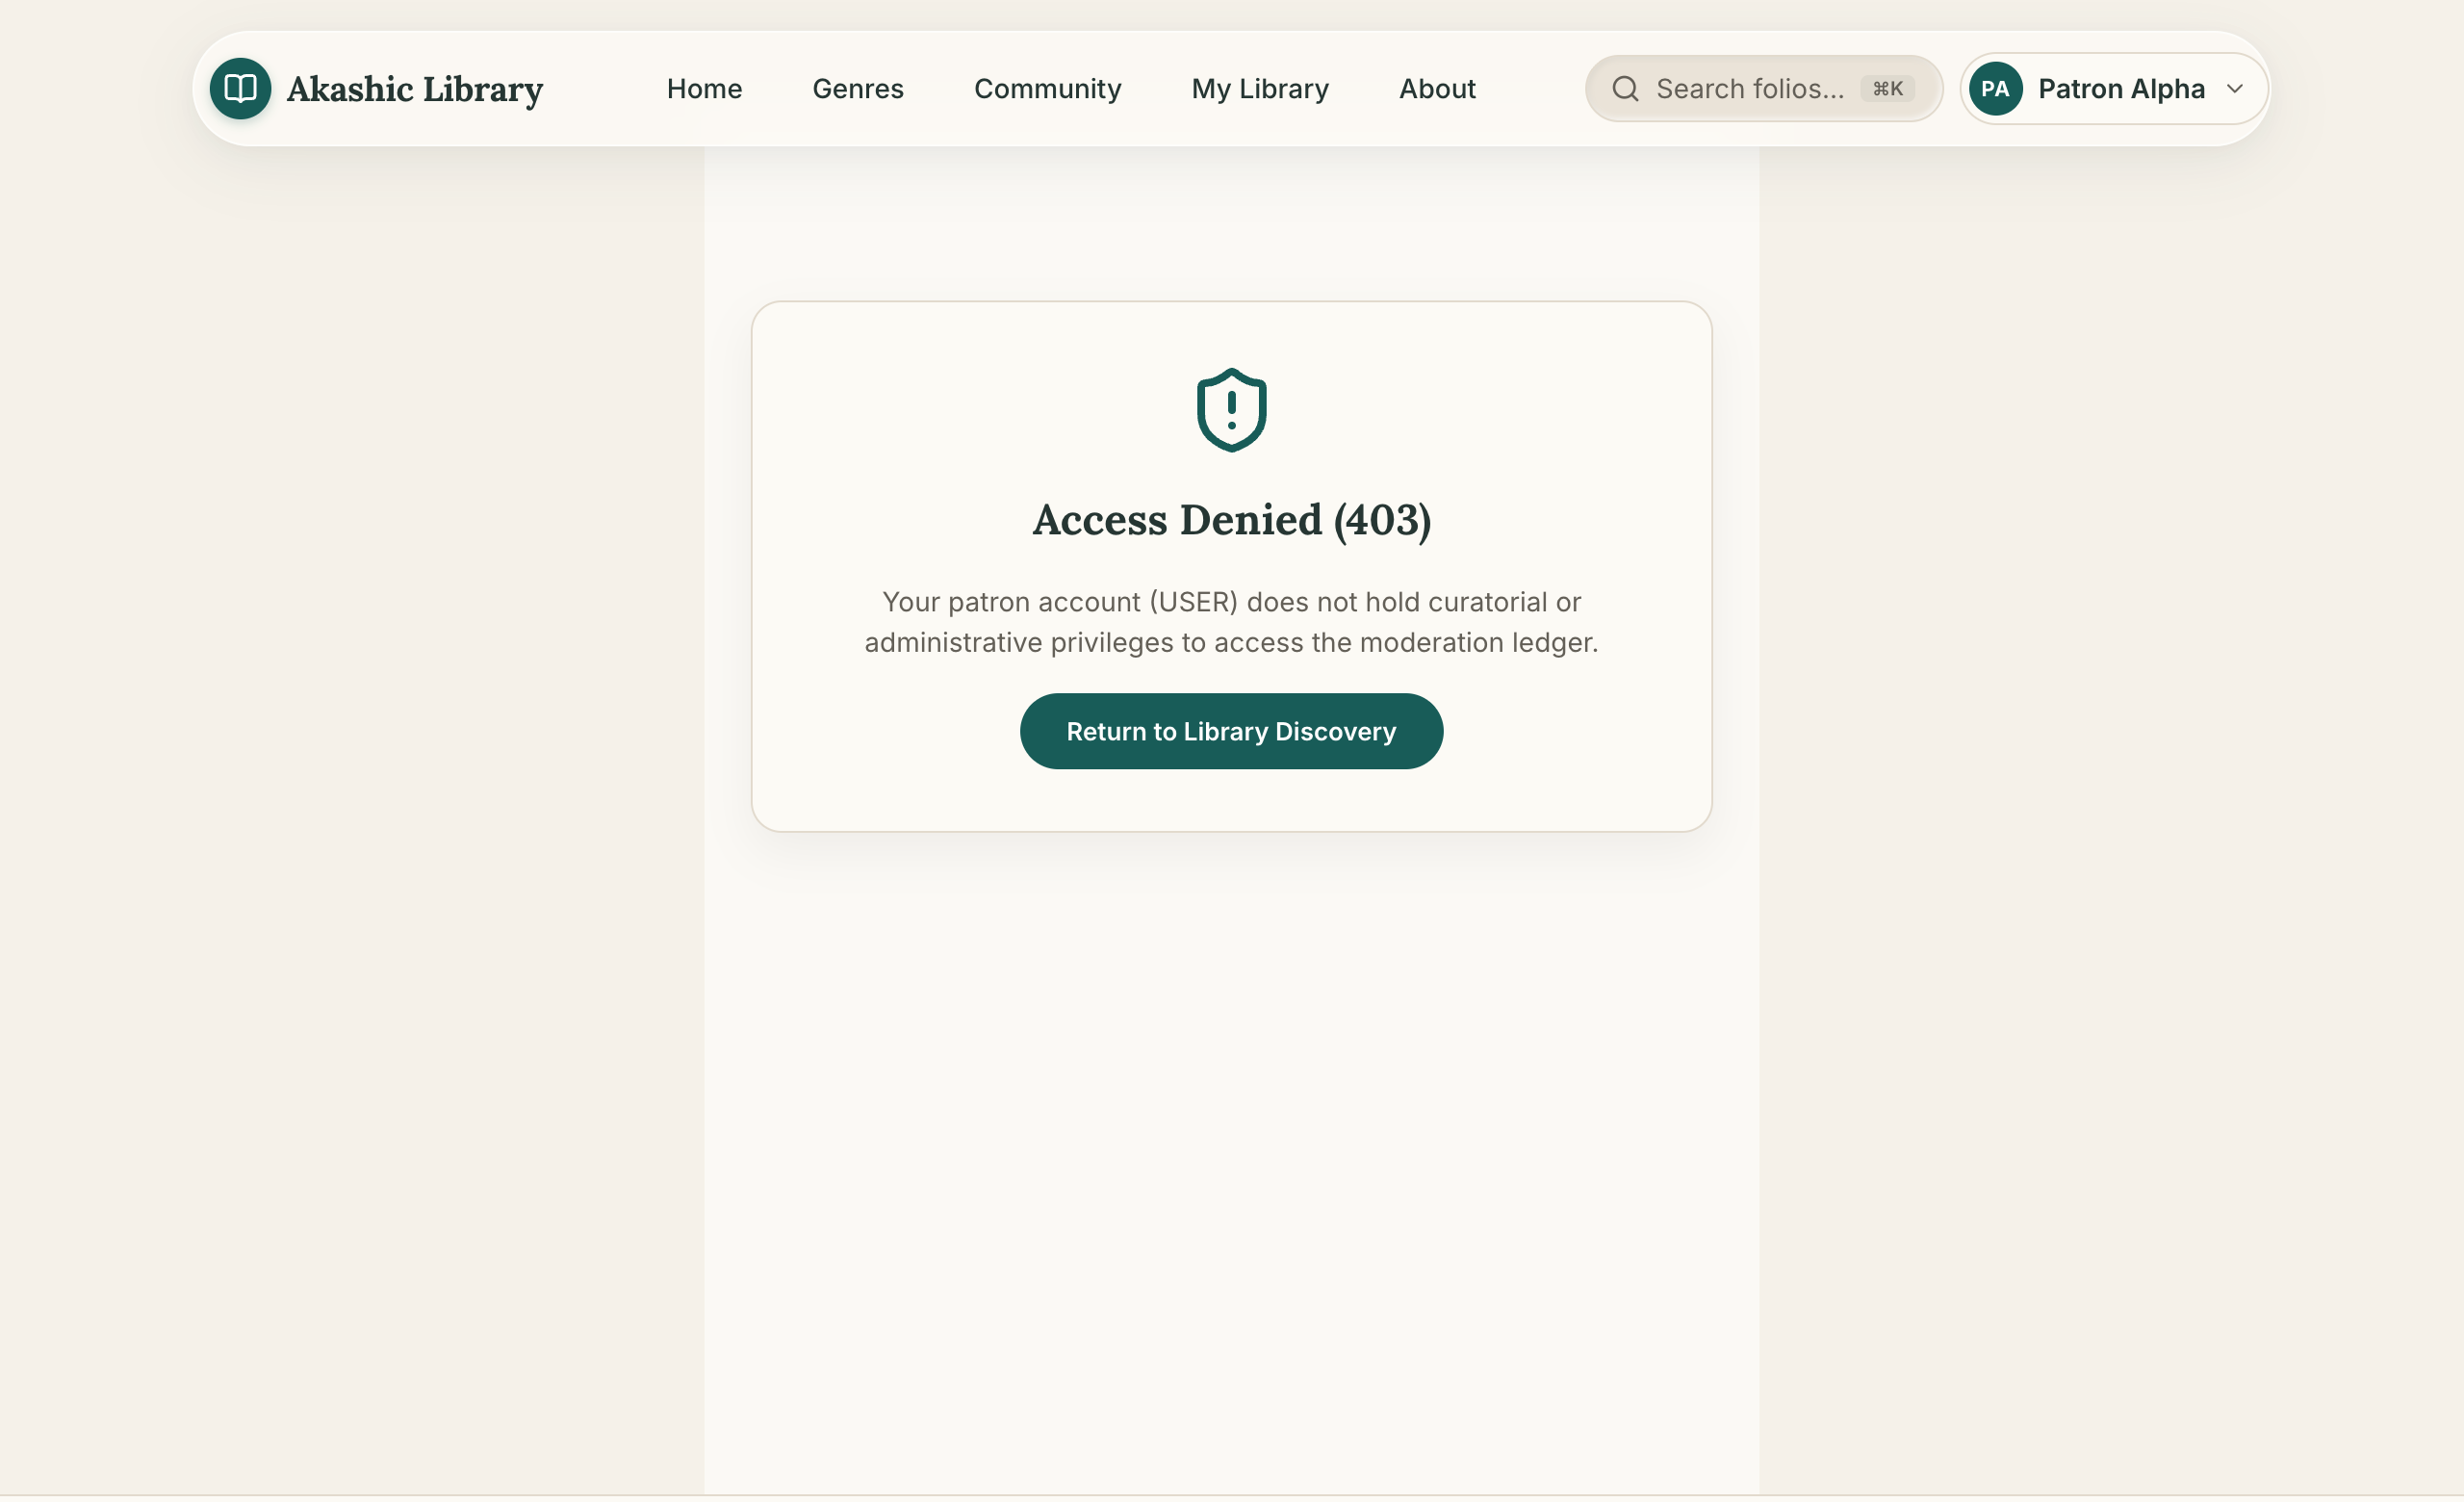 Akashic Library
Home
Genres
Community
My Library
About
Search folios...
⌘K
PA
Patron Alpha
Access Denied (403)
Your patron account (USER) does not hold curatorial or
administrative privileges to access the moderation ledger.
Return to Library Discovery